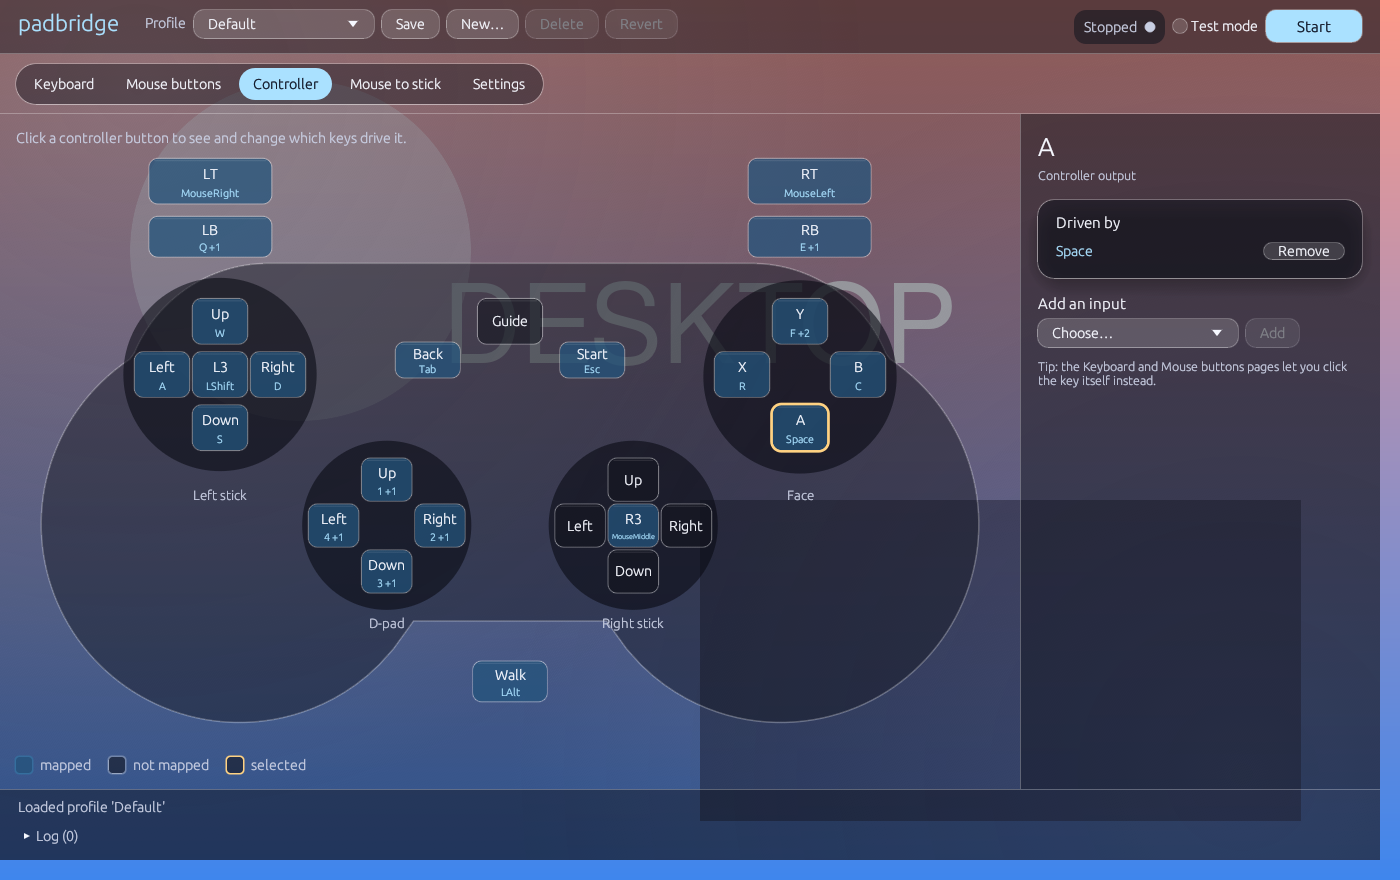 padbridge
Profile
Default
Save
New...
Delete
Revert
Stopped
Test mode
Start
Keyboard
Mouse buttons
Controller
Mouse to stick
Settings
Click a controller button to see and change which keys drive it.
LT
MouseRight
LB
Q +1
RT
MouseLeft
RB
E +1
DESKTOP
Up
W
Left
A
L3
LShift
Right
D
Down
S
Left stick
Guide
Back
Tab
Start
Esc
Y
F +2
X
R
B
C
A
Space
Face
Up
1 +1
Left
4 +1
Right
2 +1
Down
3 +1
D-pad
Up
Left
R3
MouseMiddle
Right
Down
Right stick
Walk
LAlt
mapped
not mapped
selected
A
Controller output
Driven by
Space
Remove
Add an input
Choose...
Add
Tip: the Keyboard and Mouse buttons pages let you click
the key itself instead.
Loaded profile 'Default'
Log (0)